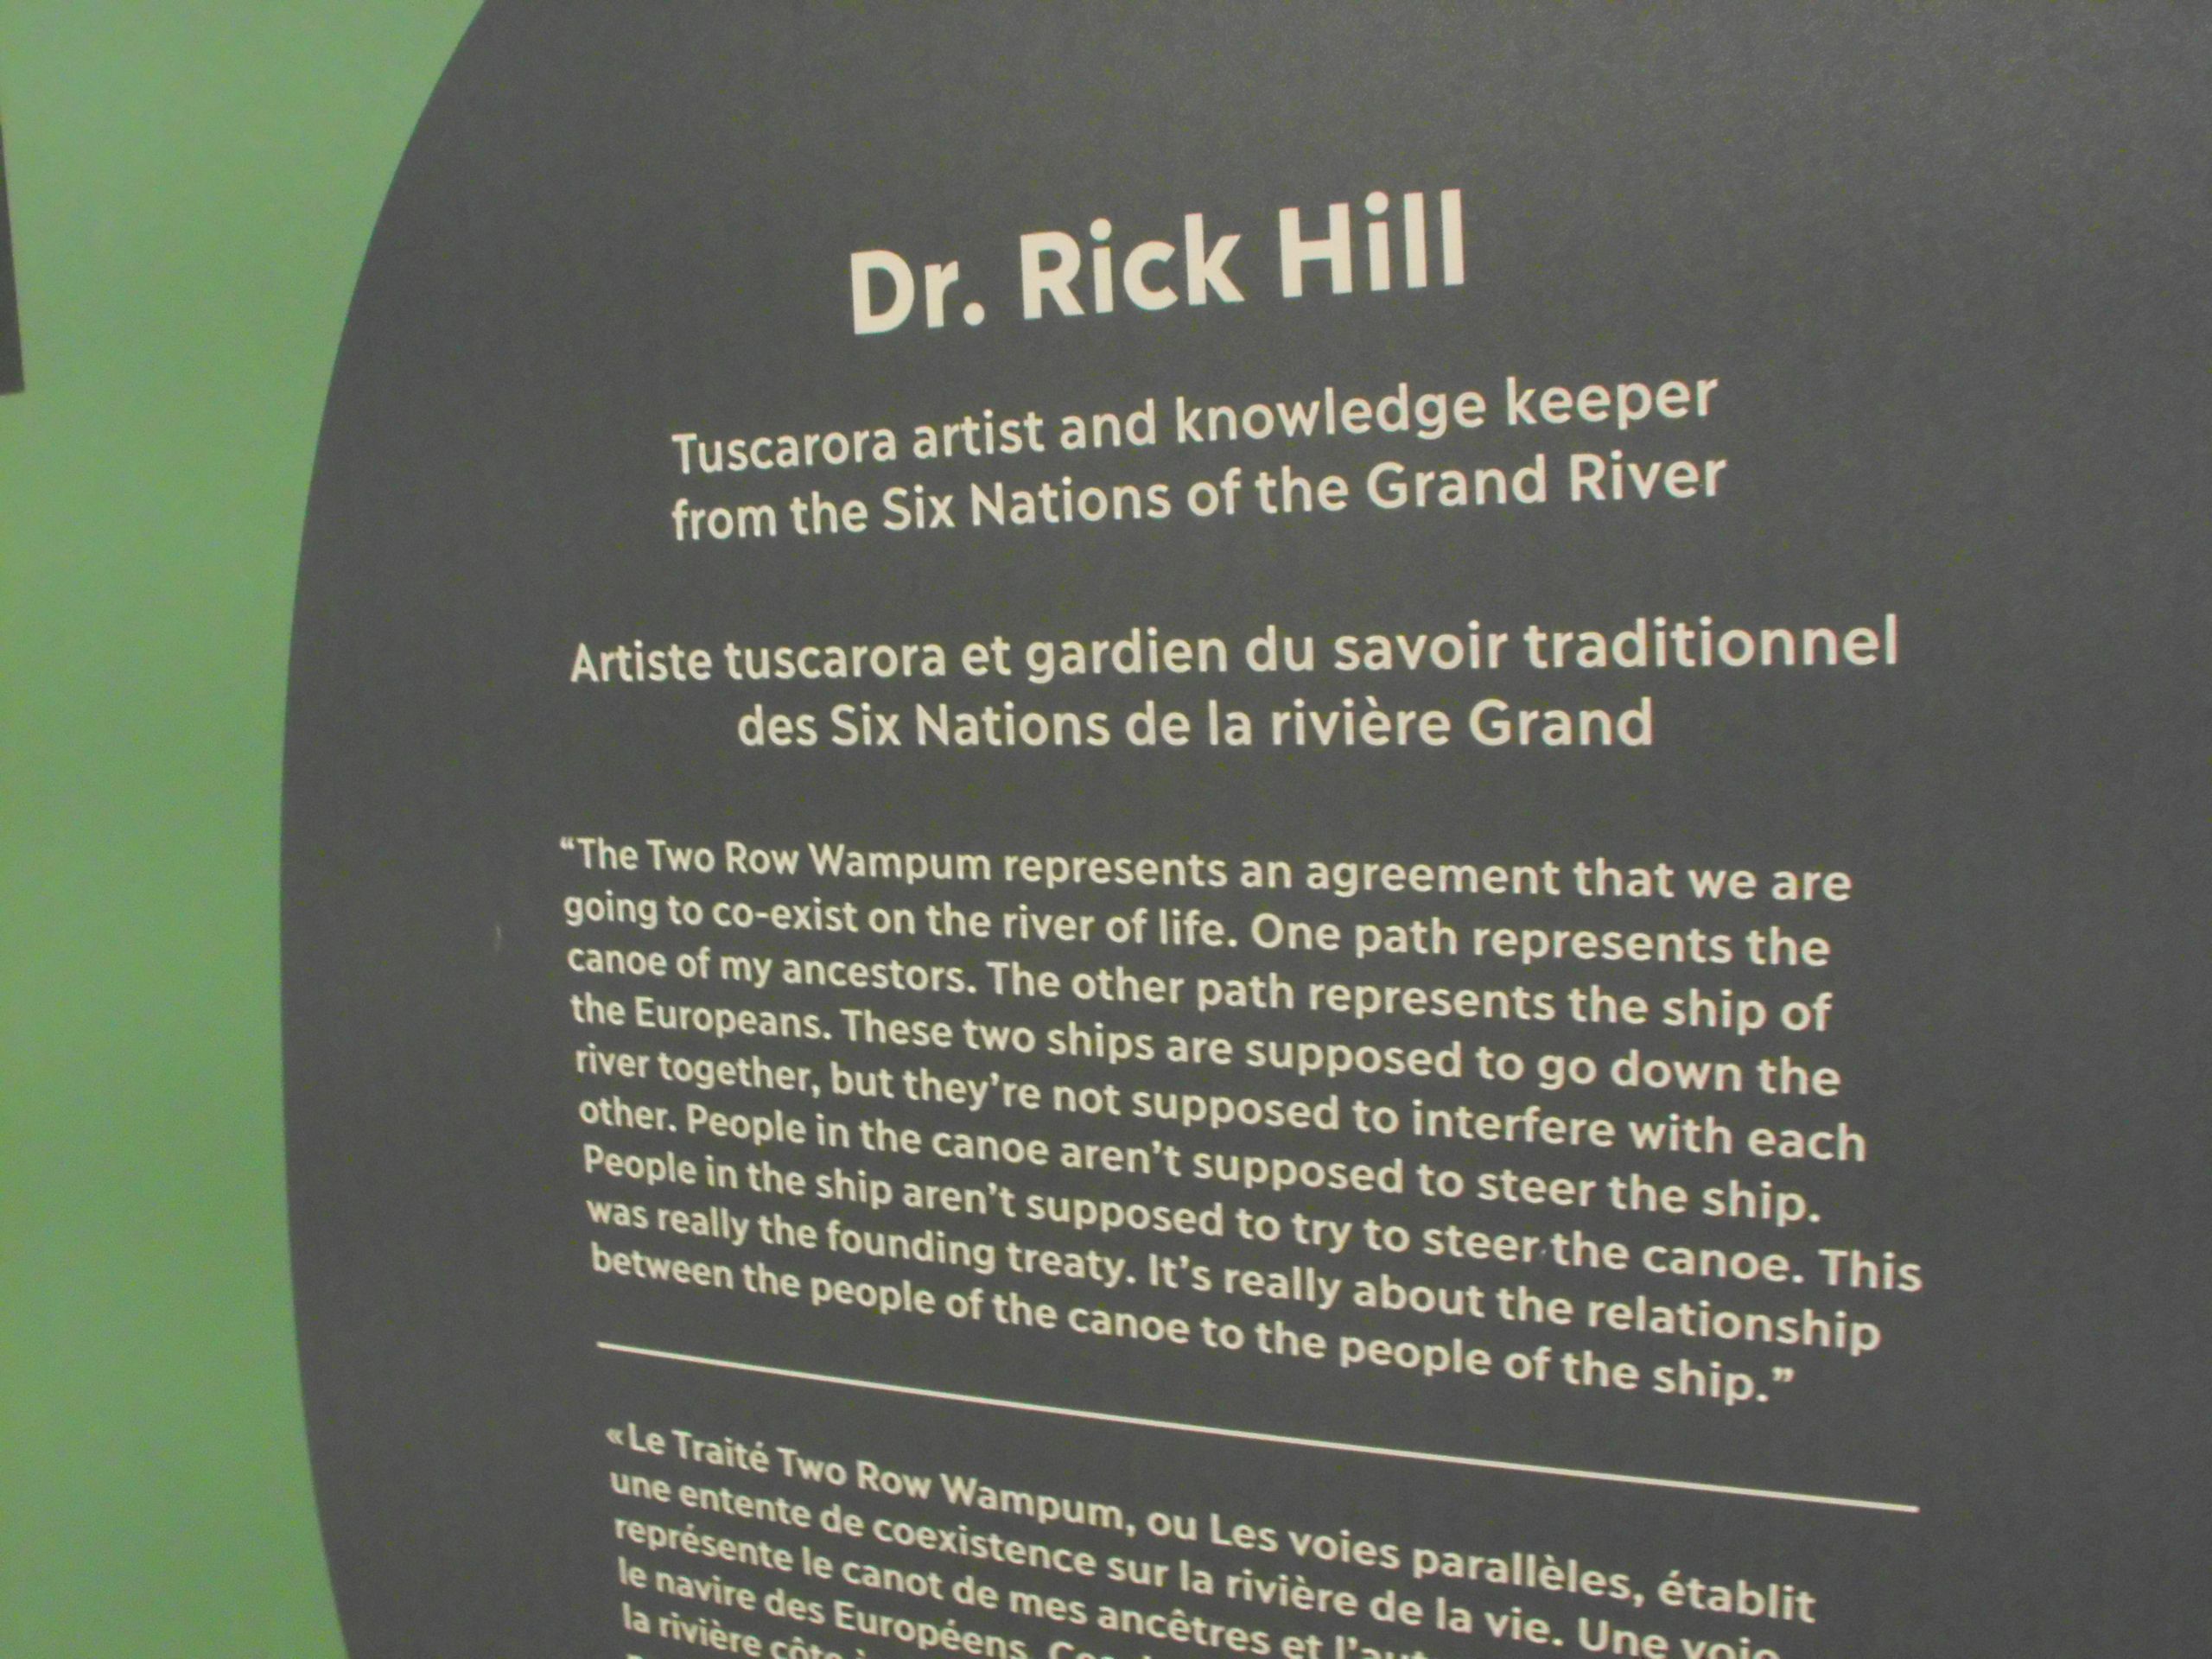 Dr. Rick Hill
Tuscarora artist and knowledge keeper
from the Six Nations of the Grand River
Artiste tuscarora et gardien du savoir traditionnel
des Six Nations de la rivière Grand
“The Two Row Wampum represents an agreement that we are
going to co-exist on the river of life. One path represents the
canoe of my ancestors. The other path represents the ship of
the Europeans. These two ships are supposed to go down the
river together, but they’re not supposed to interfere with each
other. People in the canoe aren’t supposed to steer the ship.
People in the ship aren’t supposed to try to steer the canoe. This
was really the founding treaty. It’s really about the relationship
between the people of the canoe to the people of the ship.”
«Le Traité Two Row Wampum, ou Les voies parallèles, établit
une entente de coexistence sur la rivière de la vie. Une voie
représente le canot de mes ancêtres et
le navire des Européens.
la rivière côte